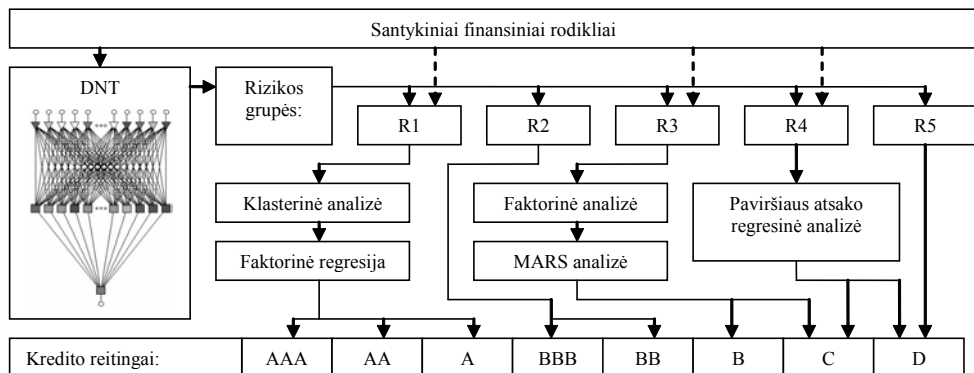 Santykiniai finansiniai rodikliai
DNT
Rizikos
grupės:
R1
R2
R3
R4
R5
Klasterinė analizė
Faktorinė analizė
Paviršiaus atsako
regresinė analizė
Faktorinė regresija
MARS analizė
Kredito reitingai:
AAA
AA
A
BBB
BB
B
C
D